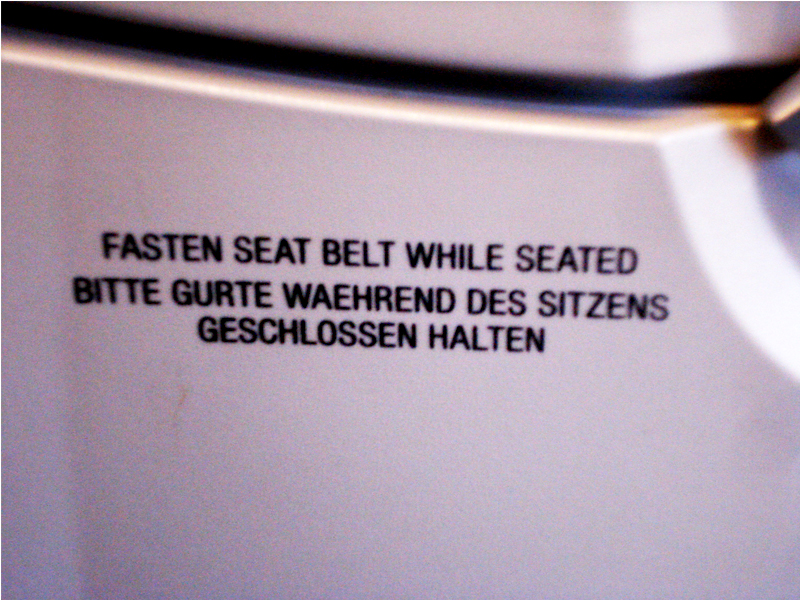 FASTEN SEAT BELT WHILE SEATED
BITTE GURTE WAEHREND DES SITZENS
GESCHLOSSEN HALTEN